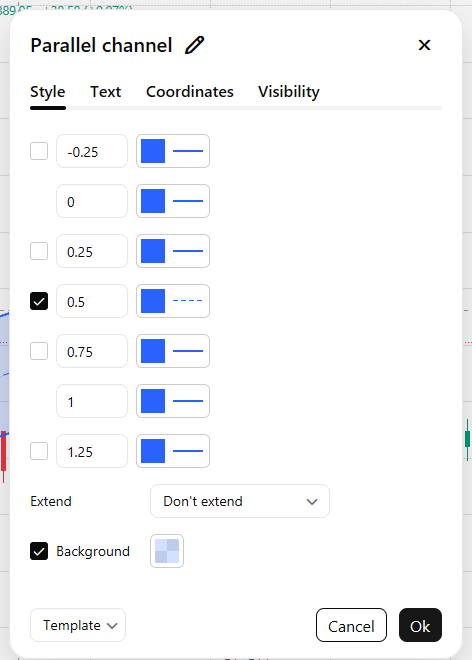 Parallel channel
Style Text Coordinates Visibility
-0.25
0
0.25
0.5
0.75
1
1.25
Extend Don't extend
Background
Template Cancel Ok